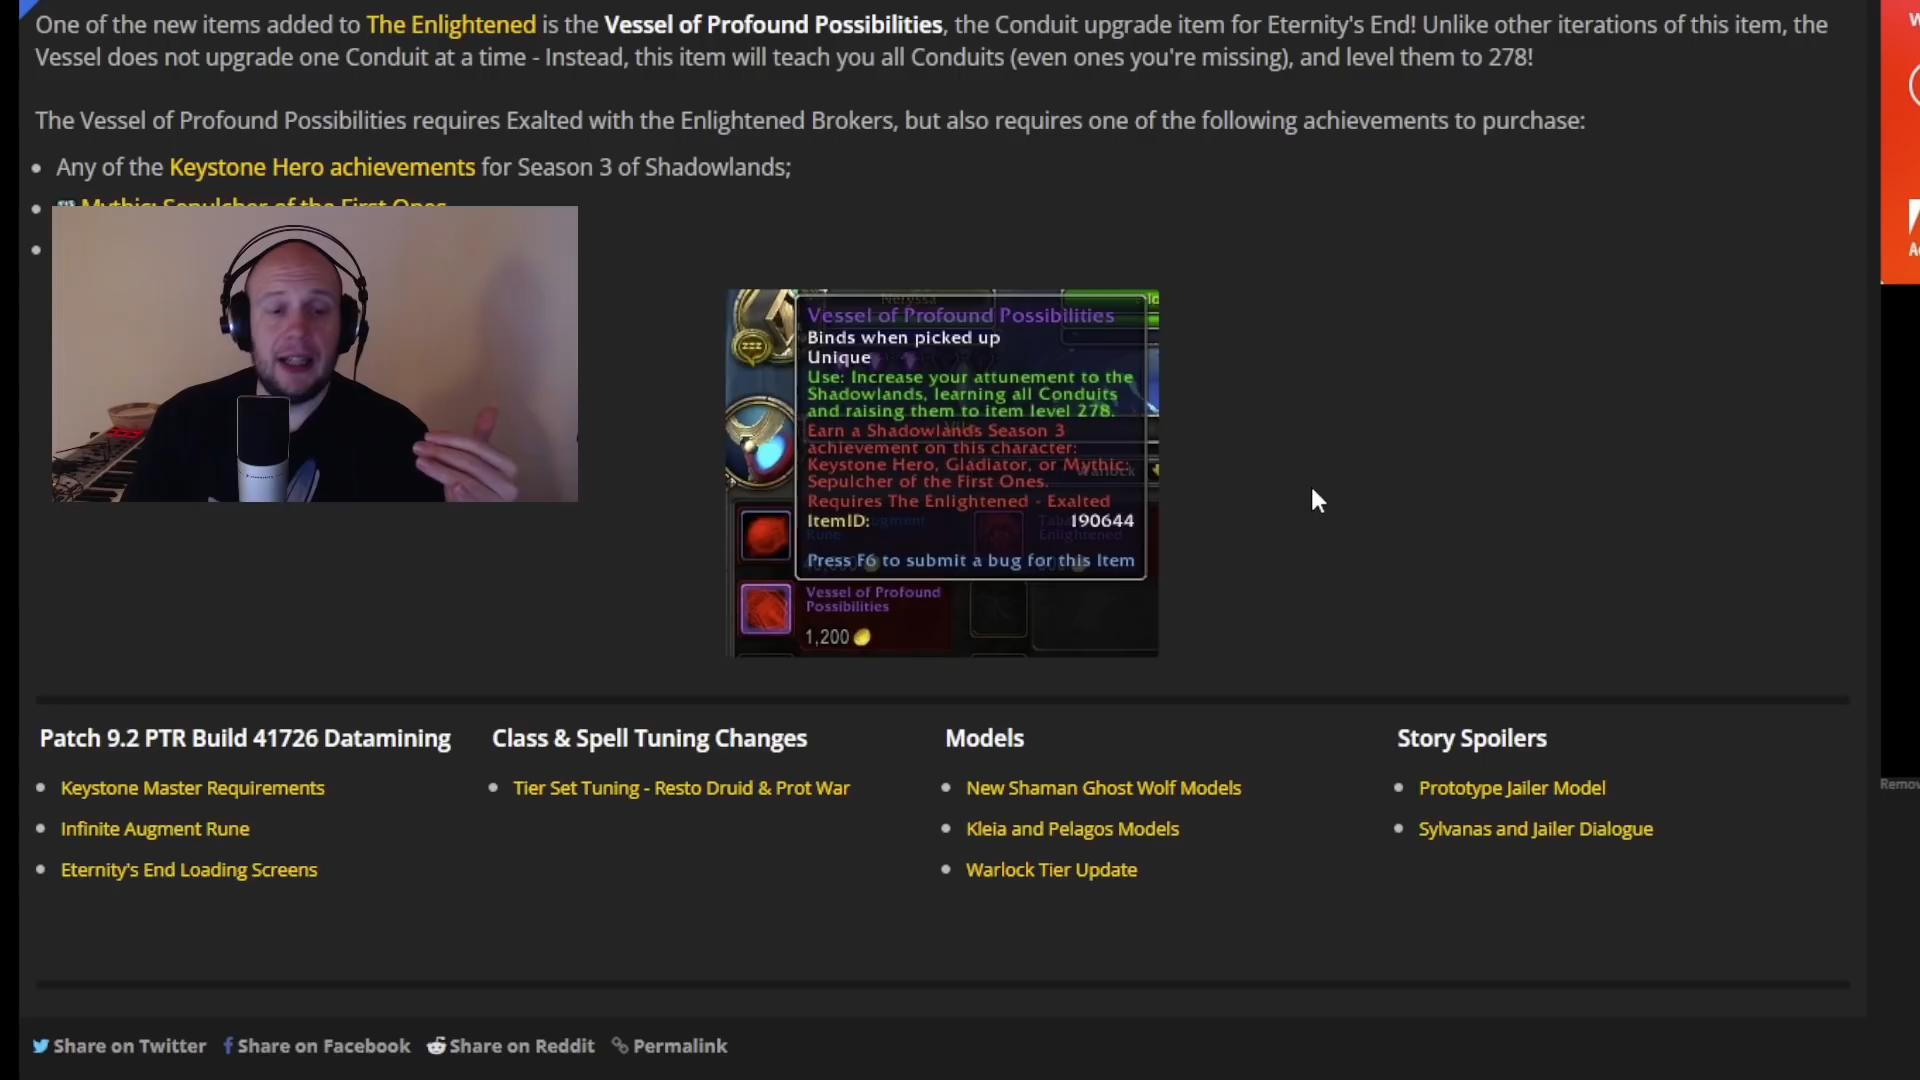 One of the new items added to The Enlightened is the Vessel of Profound Possibilities, the Conduit upgrade item for Eternity's End! Unlike other iterations of this item, the
Vessel does not upgrade one Conduit at a time - Instead, this item will teach you all Conduits (even ones you're missing), and level them to 278!
The Vessel of Profound Possibilities requires Exalted with the Enlightened Brokers, but also requires one of the following achievements to purchase:
Any of the Keystone Hero achievements for Season 3 of Shadowlands;
Mythic: Sepulcher of the First Ones
Neryssa
Vessel of Profound Possibilities
Binds when picked up
Unique
Use: Increase your attunement to the
Shadowlands, learning all Conduits
and raising them to item level 278.
Earn a Shadowlands Season 3
achievement on this character:
Keystone Hero, Gladiator, or Mythic:
Sepulcher of the First Ones.
Warlock
Requires The Enlightened - Exalted
ItemID: 190644
Enlightened
Press F6 to submit a bug for this Item
Vessel of Profound
Possibilities
1,200
Patch 9.2 PTR Build 41726 Datamining
Keystone Master Requirements
Infinite Augment Rune
Eternity's End Loading Screens
Class & Spell Tuning Changes
Tier Set Tuning - Resto Druid & Prot War
Models
New Shaman Ghost Wolf Models
Kleia and Pelagos Models
Warlock Tier Update
Story Spoilers
Prototype Jailer Model
Sylvanas and Jailer Dialogue
Share on Twitter Share on Facebook Share on Reddit Permalink